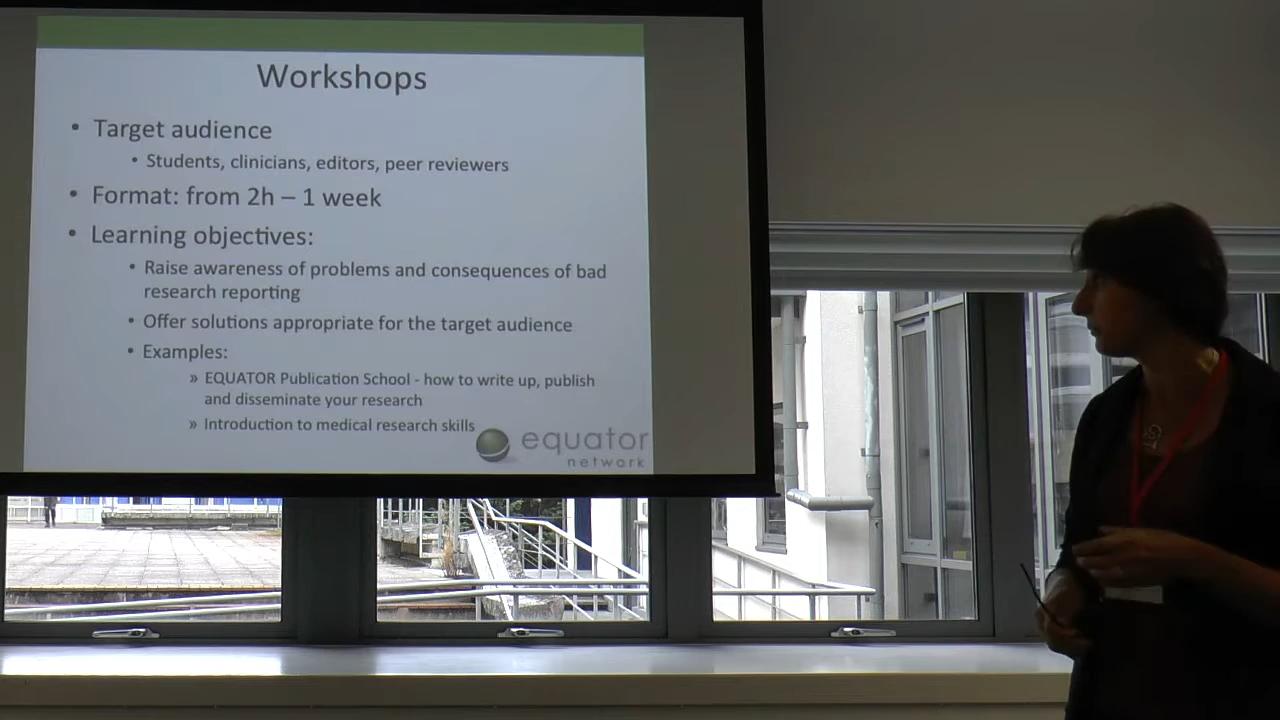 Workshops
• Target audience
• Students, clinicians, editors, peer reviewers
• Format: from 2h – 1 week
• Learning objectives:
• Raise awareness of problems and consequences of bad
research reporting
• Offer solutions appropriate for the target audience
• Examples:
» EQUATOR Publication School - how to write up, publish
and disseminate your research
» Introduction to medical research skills
equator
network